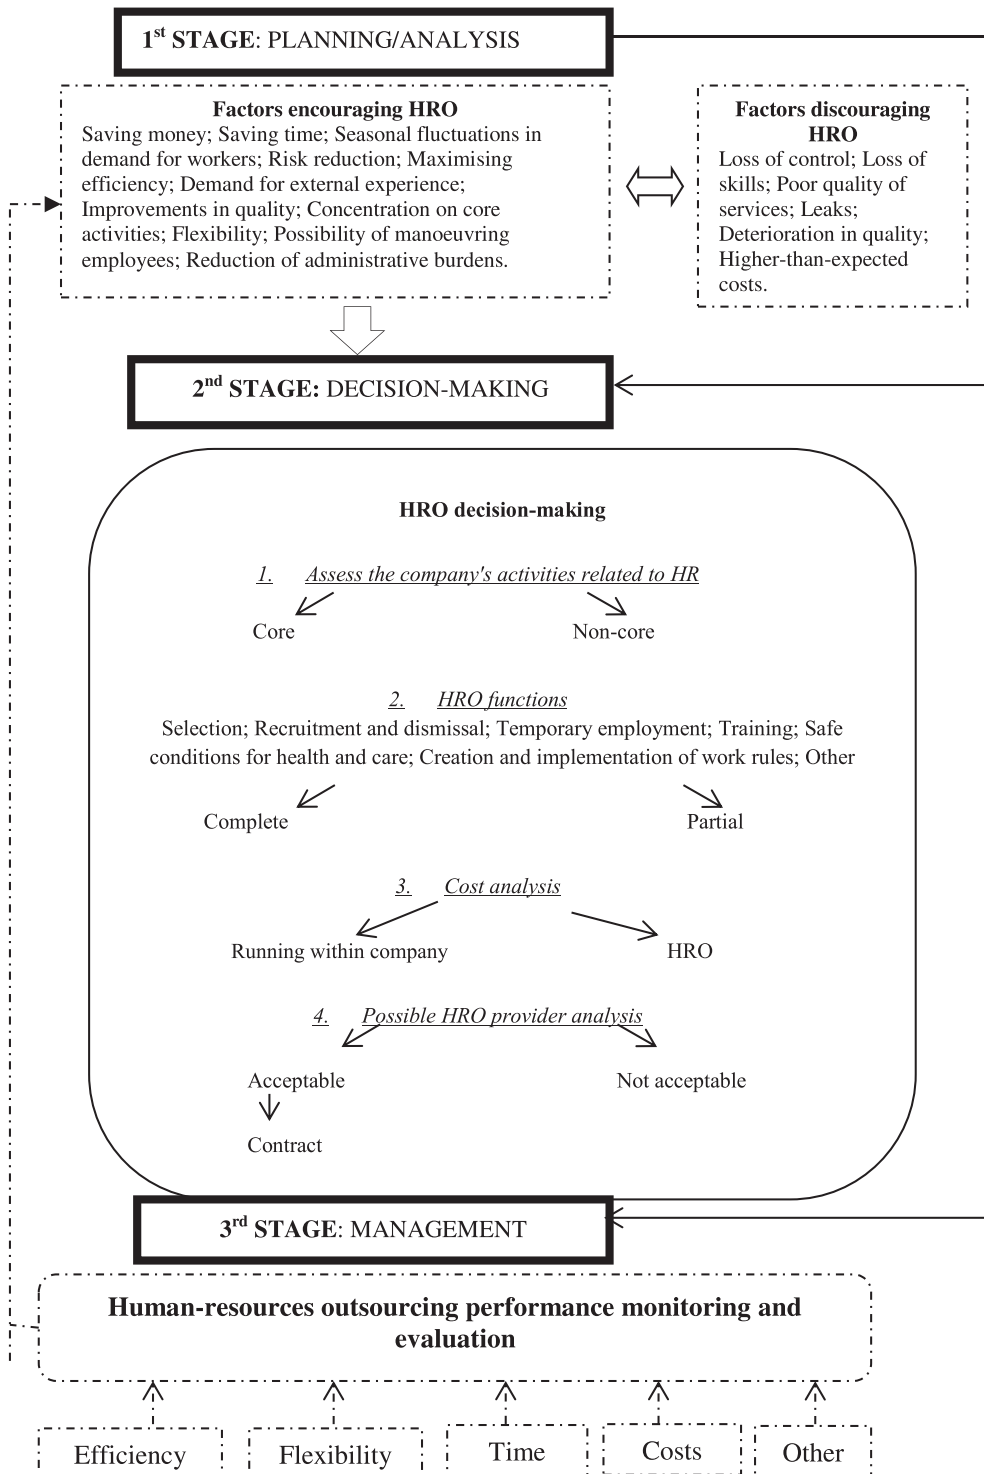 1st STAGE: PLANNING/ANALYSIS
Factors encouraging HRO
Saving money; Saving time; Seasonal fluctuations in
demand for workers; Risk reduction; Maximising
efficiency; Demand for external experience;
Improvements in quality; Concentration on core
activities; Flexibility; Possibility of manoeuvring
employees; Reduction of administrative burdens.
Factors discouraging
HRO
Loss of control; Loss of
skills; Poor quality of
services; Leaks;
Deterioration in quality;
Higher-than-expected
costs.
2nd STAGE: DECISION-MAKING
HRO decision-making
1. Assess the company's activities related to HR
Core
Non-core
2. HRO functions
Selection; Recruitment and dismissal; Temporary employment; Training; Safe
conditions for health and care; Creation and implementation of work rules; Other
Complete
Partial
3. Cost analysis
Running within company
HRO
4. Possible HRO provider analysis
Acceptable
Not acceptable
Contract
3rd STAGE: MANAGEMENT
Human-resources outsourcing performance monitoring and
evaluation
Efficiency
Flexibility
Time
Costs
Other